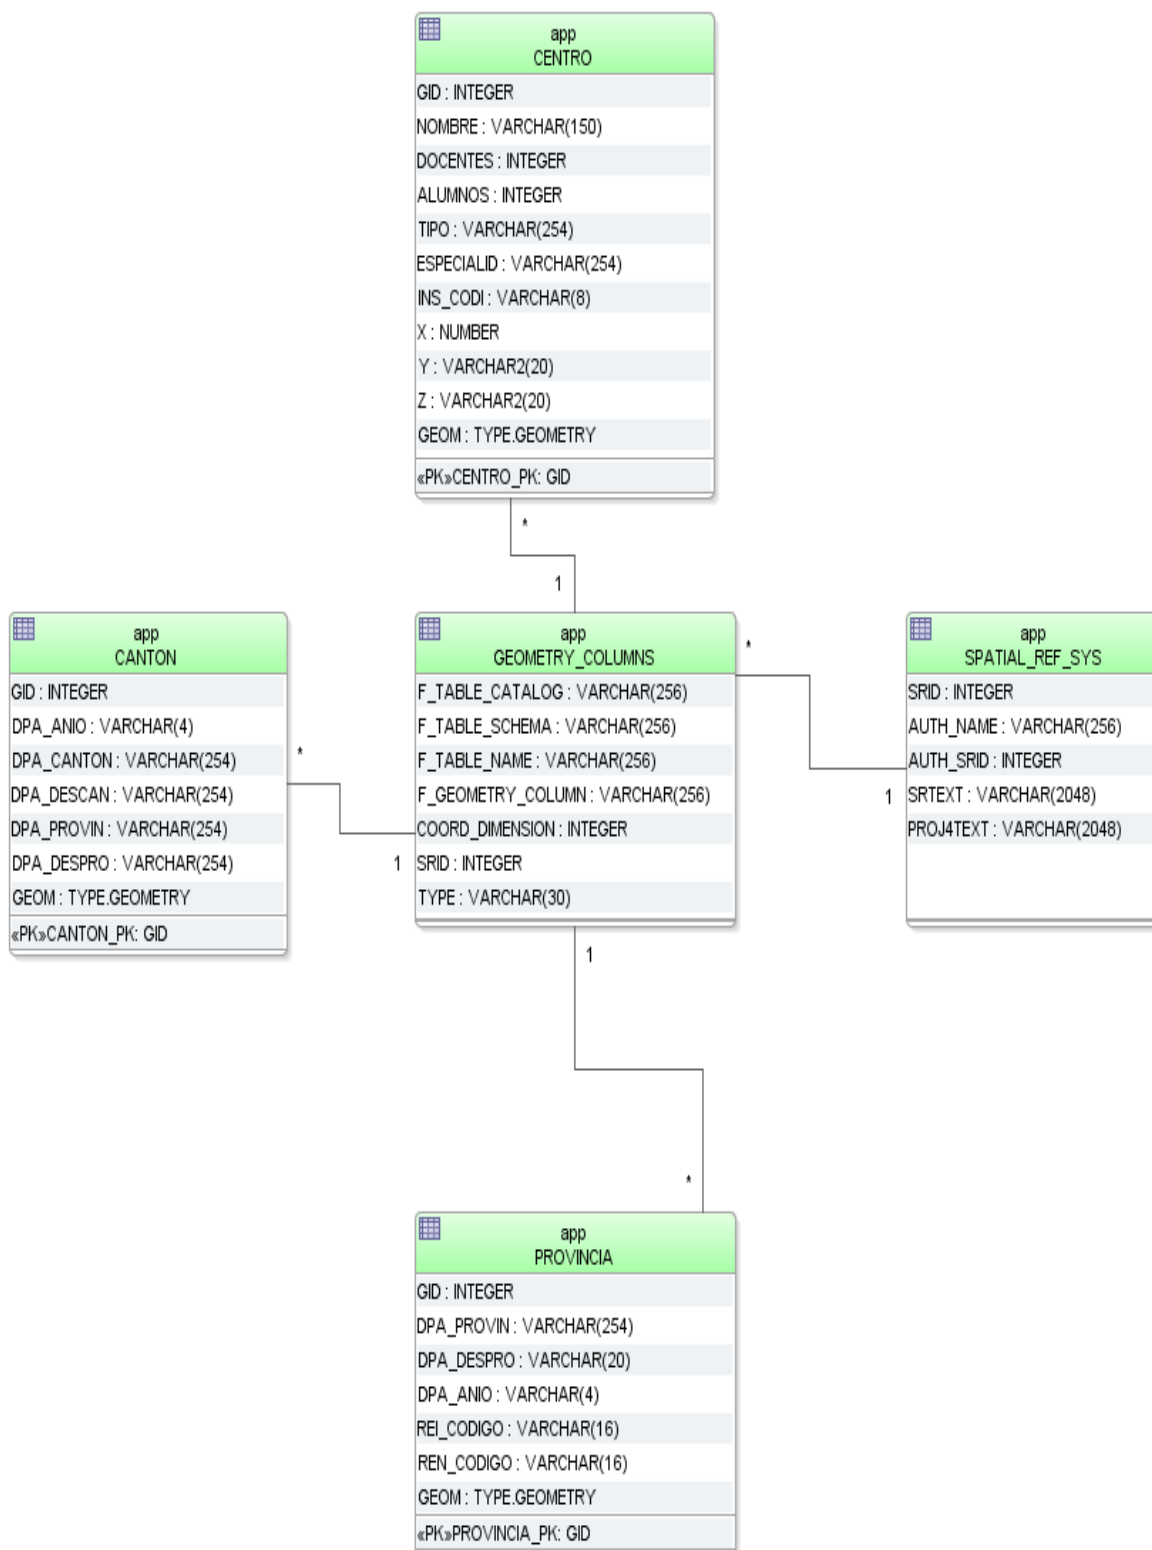 app
CENTRO
GID : INTEGER
NOMBRE : VARCHAR(150)
DOCENTES : INTEGER
ALUMNOS : INTEGER
TIPO : VARCHAR(254)
ESPECIALID : VARCHAR(254)
INS_CODI : VARCHAR(8)
X : NUMBER
Y : VARCHAR2(20)
Z : VARCHAR2(20)
GEOM : TYPE.GEOMETRY
«PK»CENTRO_PK: GID
*
1
app
CANTON
GID : INTEGER
DPA_ANIO : VARCHAR(4)
DPA_CANTON : VARCHAR(254)
DPA_DESCAN : VARCHAR(254)
DPA_PROVIN : VARCHAR(254)
DPA_DESPRO : VARCHAR(254)
GEOM : TYPE.GEOMETRY
«PK»CANTON_PK: GID
*
1
app
GEOMETRY_COLUMNS
F_TABLE_CATALOG : VARCHAR(256)
F_TABLE_SCHEMA : VARCHAR(256)
F_TABLE_NAME : VARCHAR(256)
F_GEOMETRY_COLUMN : VARCHAR(256)
COORD_DIMENSION : INTEGER
SRID : INTEGER
TYPE : VARCHAR(30)
*
1
app
SPATIAL_REF_SYS
SRID : INTEGER
AUTH_NAME : VARCHAR(256)
AUTH_SRID : INTEGER
SRTEXT : VARCHAR(2048)
PROJ4TEXT : VARCHAR(2048)
1
*
app
PROVINCIA
GID : INTEGER
DPA_PROVIN : VARCHAR(254)
DPA_DESPRO : VARCHAR(20)
DPA_ANIO : VARCHAR(4)
REI_CODIGO : VARCHAR(16)
REN_CODIGO : VARCHAR(16)
GEOM : TYPE.GEOMETRY
«PK»PROVINCIA_PK: GID